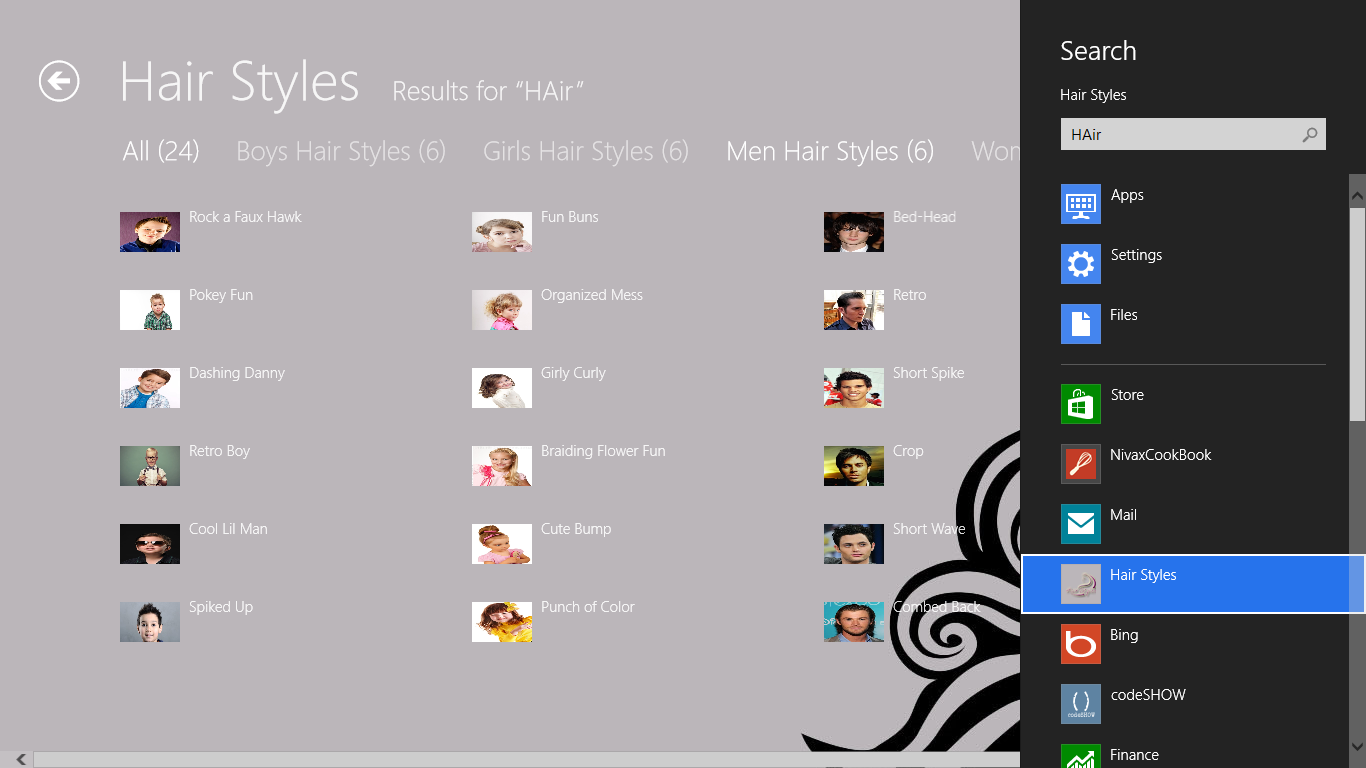 Hair Styles Results for “HAir”
All (24) Boys Hair Styles (6) Girls Hair Styles (6) Men Hair Styles (6) Wom
Rock a Faux Hawk
Pokey Fun
Dashing Danny
Retro Boy
Cool Lil Man
Spiked Up
Fun Buns
Organized Mess
Girly Curly
Braiding Flower Fun
Cute Bump
Punch of Color
Bed-Head
Retro
Short Spike
Crop
Short Wave
Combed Back
Search
Hair Styles
HAir
Apps
Settings
Files
Store
NivaxCookBook
Mail
Hair Styles
Bing
( )
codeSHOW
codeSHOW
Finance